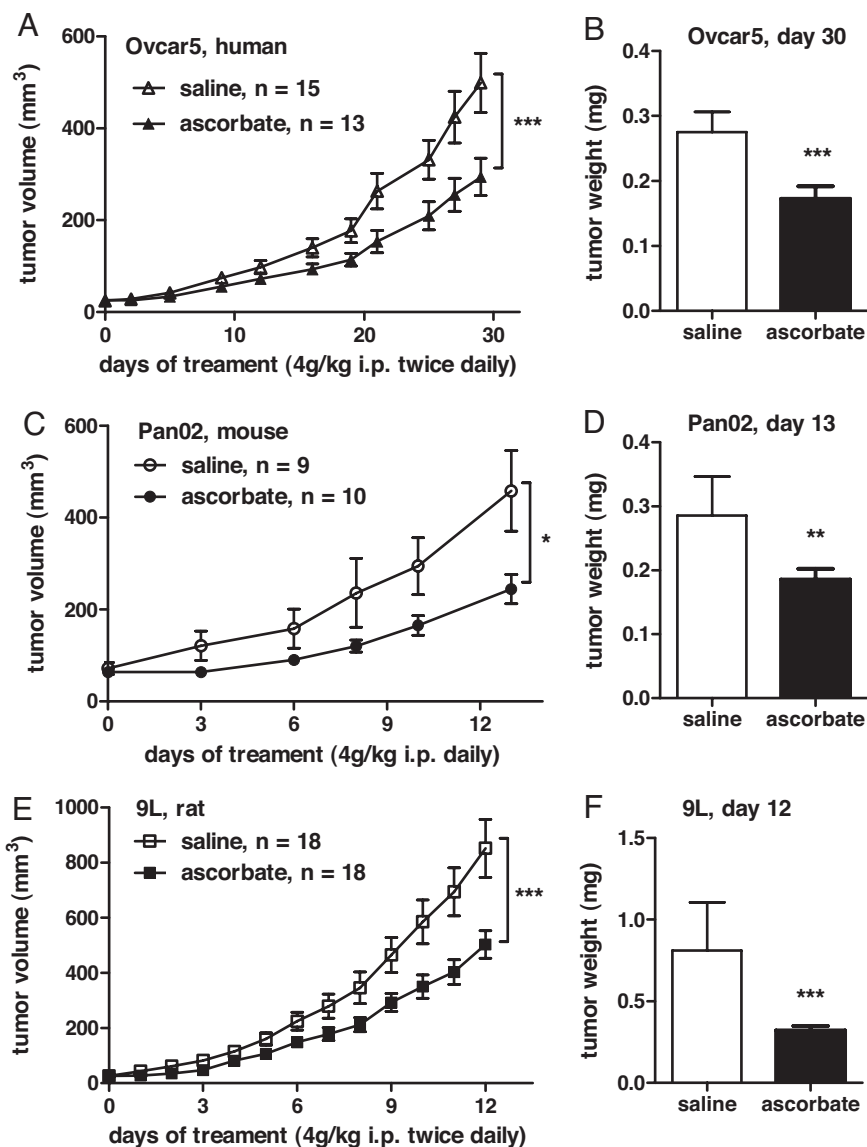 A
Ovcar5, human
saline, n = 15
ascorbate, n = 13
***
tumor volume (mm³)
600
400
200
0
0 10 20 30
days of treament (4g/kg i.p. twice daily)
B
Ovcar5, day 30
tumor weight (mg)
0.4
0.3
0.2
0.1
0.0
***
saline ascorbate
C
Pan02, mouse
saline, n = 9
ascorbate, n = 10
*
tumor volume (mm³)
600
400
200
0
0 3 6 9 12
days of treament (4g/kg i.p. daily)
D
Pan02, day 13
tumor weight (mg)
0.4
0.3
0.2
0.1
0.0
**
saline ascorbate
E
9L, rat
saline, n = 18
ascorbate, n = 18
***
tumor volume (mm³)
1000
800
600
400
200
0
0 3 6 9 12
days of treament (4g/kg i.p. twice daily)
F
9L, day 12
tumor weight (mg)
1.5
1.0
0.5
0.0
***
saline ascorbate